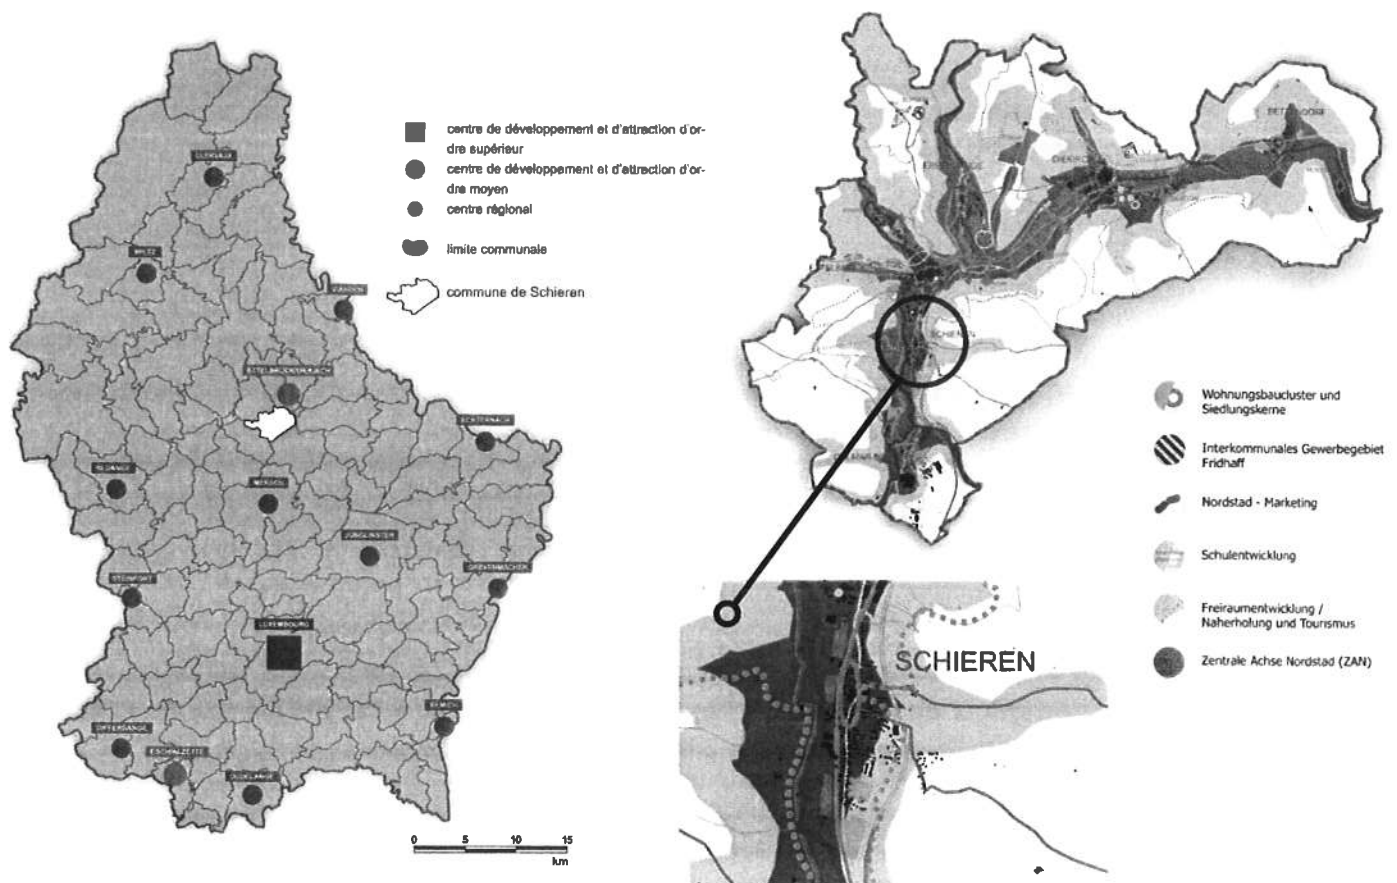 centre de développement et d'attraction d'or-
dre supérieur
centre de développement et d'attraction d'or-
dre moyen
centre régional
limite communale
commune de Schieren
CLERVAUX
WILTZ
VIANDEN
ECHTERNACH
REDANGE
MERSCH
JUNGLINSTER
GREVENMACHER
STEINFORT
LUXEMBOURG
REMICH
DIFFERDANGE
ESCH/ALZETTE
DUDELANGE
0 5 10 15
km
BETTENDORF
DIEKIRCH
SCHIEREN
Wohnungsbaucluster und
Siedlungskerne
Interkommunales Gewerbegebiet
Fridhaff
Nordstad - Marketing
Schulentwicklung
Freiraumentwicklung /
Naherholung und Tourismus
Zentrale Achse Nordstad (ZAN)
SCHIEREN